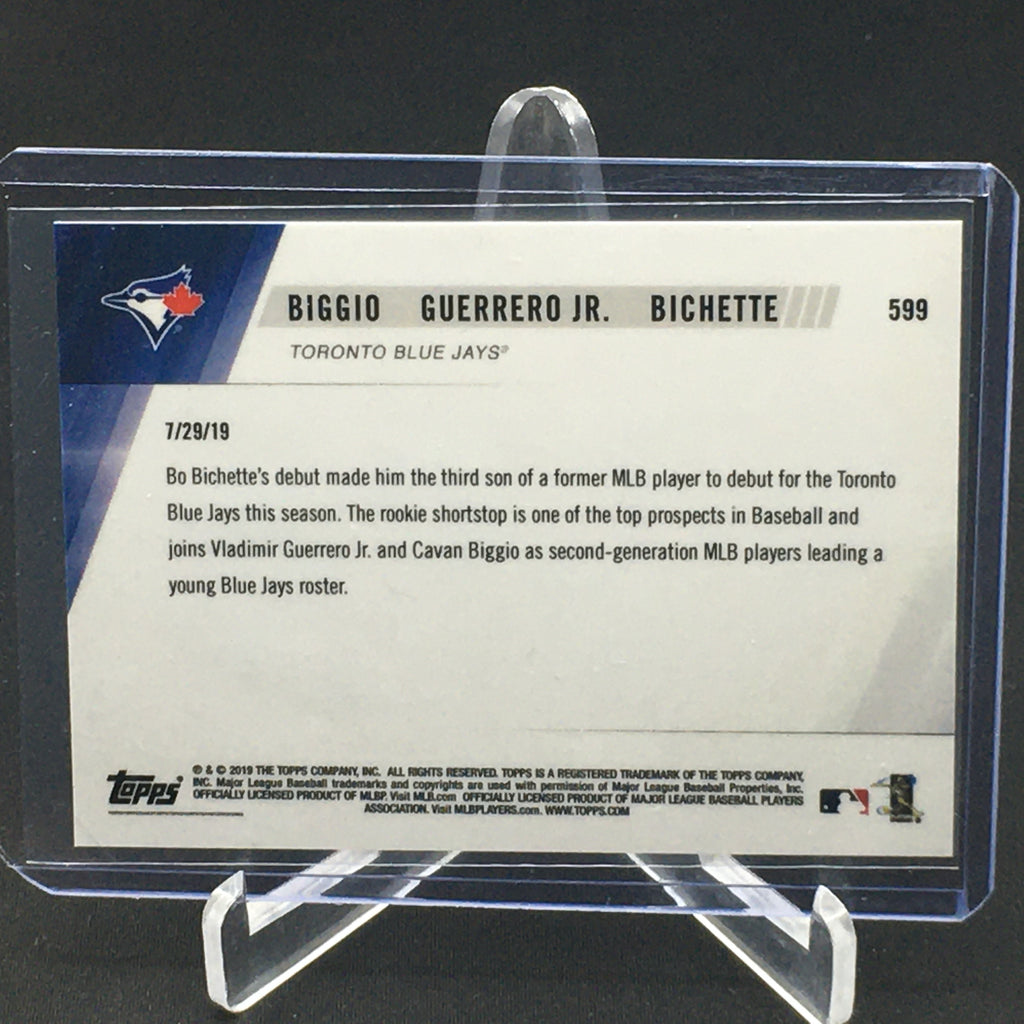 BIGGIO GUERRERO JR. BICHETTE 599
TORONTO BLUE JAYS®
7/29/19
Bo Bichette's debut made him the third son of a former MLB player to debut for the Toronto
Blue Jays this season. The rookie shortstop is one of the top prospects in Baseball and
joins Vladimir Guerrero Jr. and Cavan Biggio as second-generation MLB players leading a
young Blue Jays roster.
topps
® & © 2019 THE TOPPS COMPANY, INC. ALL RIGHTS RESERVED. TOPPS IS A REGISTERED TRADEMARK OF THE TOPPS COMPANY,
INC. Major League Baseball trademarks and copyrights are used with permission of Major League Baseball Properties, Inc.
OFFICIALLY LICENSED PRODUCT OF MLBP. Visit MLB.com OFFICIALLY LICENSED PRODUCT OF MAJOR LEAGUE BASEBALL PLAYERS
ASSOCIATION. Visit MLBPLAYERS.com. WWW.TOPPS.COM